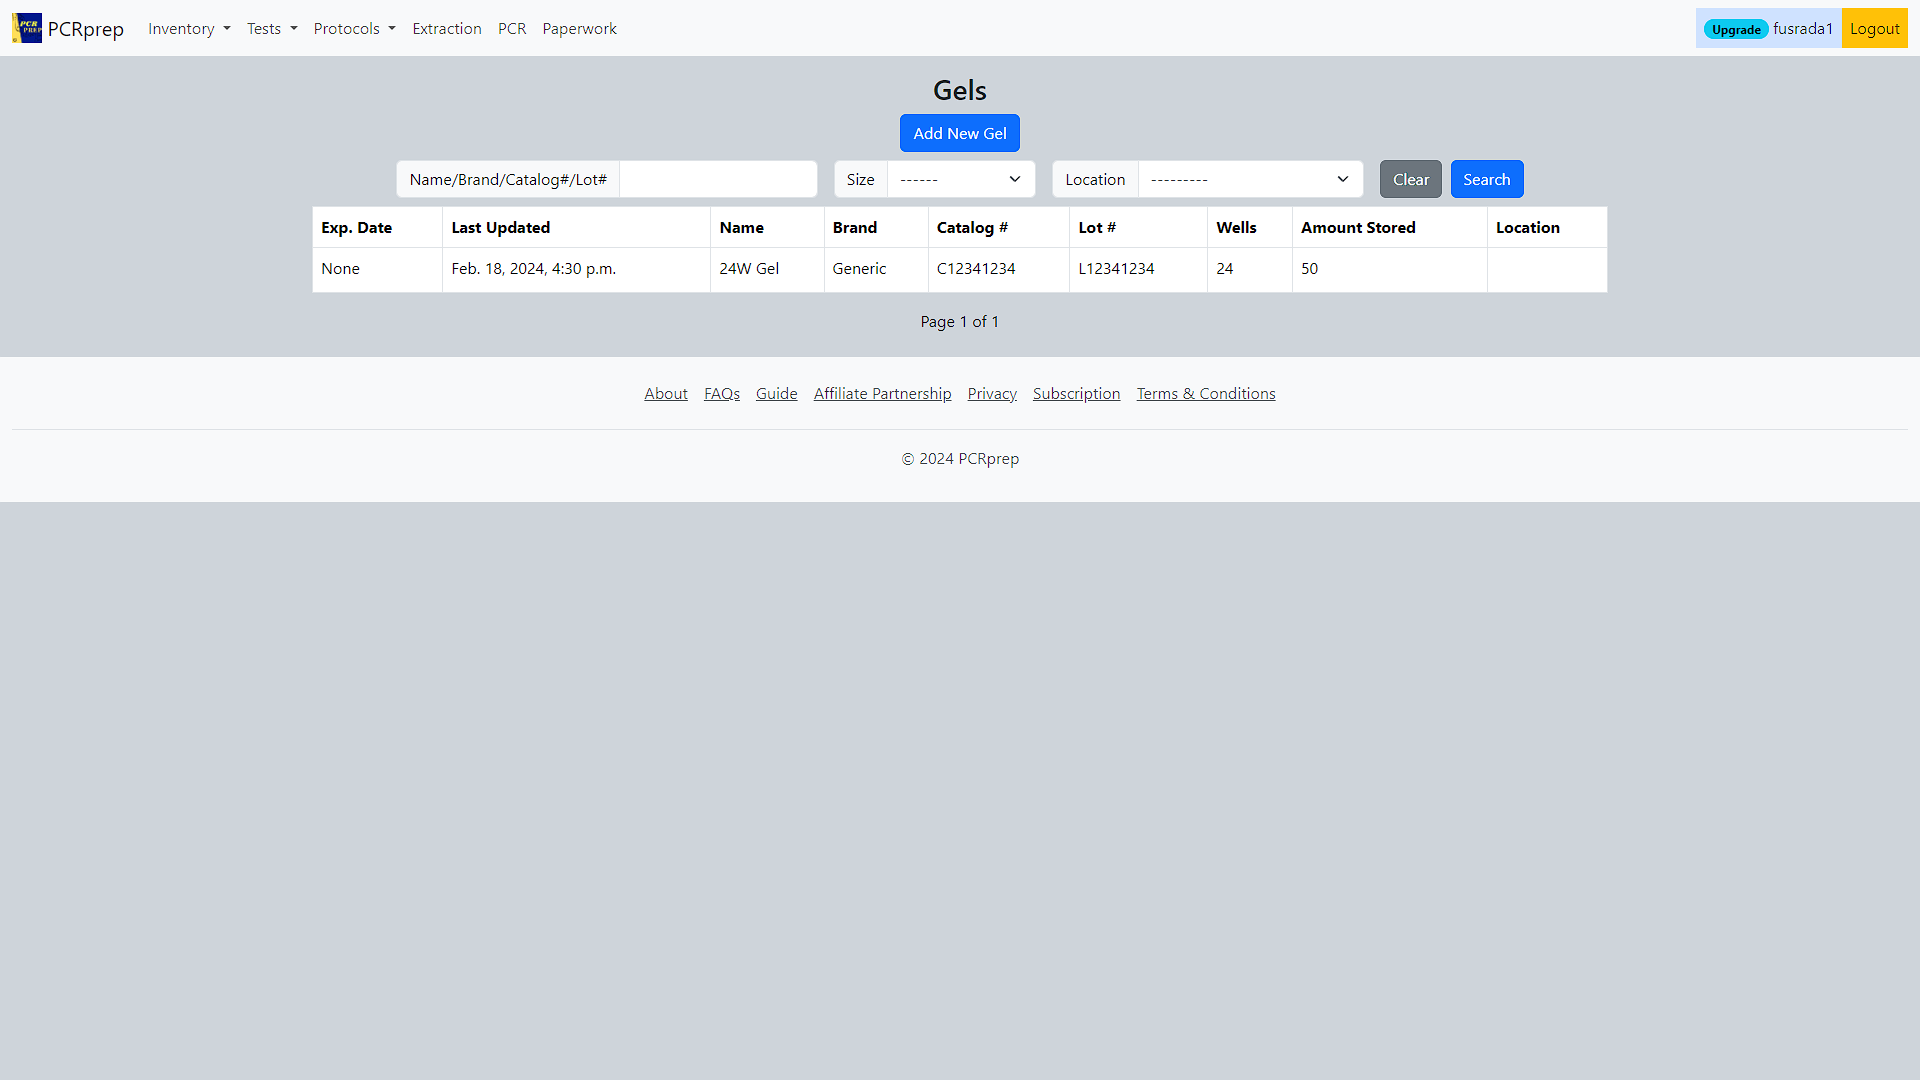 PCR PREP PCRprep Inventory Tests Protocols Extraction PCR Paperwork Upgrade fusrada1 Logout
Gels
Add New Gel
Name/Brand/Catalog#/Lot# Size ------ Location --------- Clear Search
Exp. Date Last Updated Name Brand Catalog # Lot # Wells Amount Stored Location
None Feb. 18, 2024, 4:30 p.m. 24W Gel Generic C12341234 L12341234 24 50
Page 1 of 1
About FAQs Guide Affiliate Partnership Privacy Subscription Terms & Conditions
© 2024 PCRprep